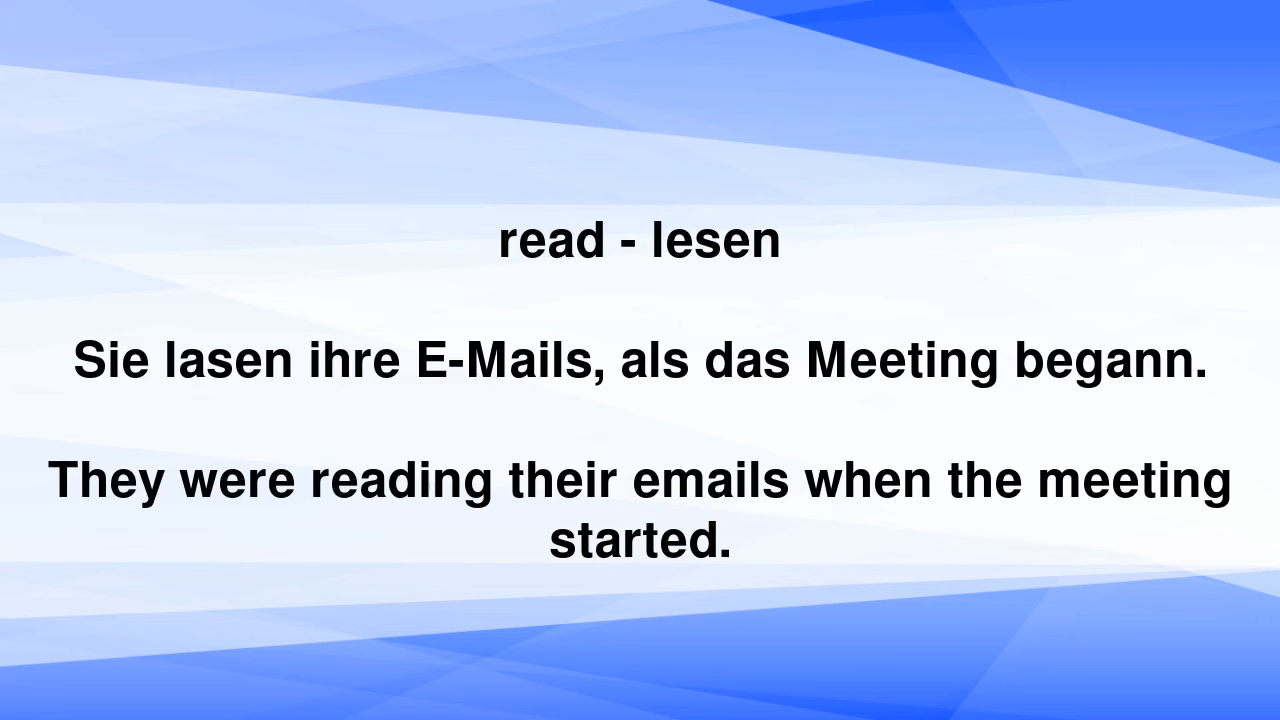 read - lesen
Sie lasen ihre E-Mails, als das Meeting begann.
They were reading their emails when the meeting
started.